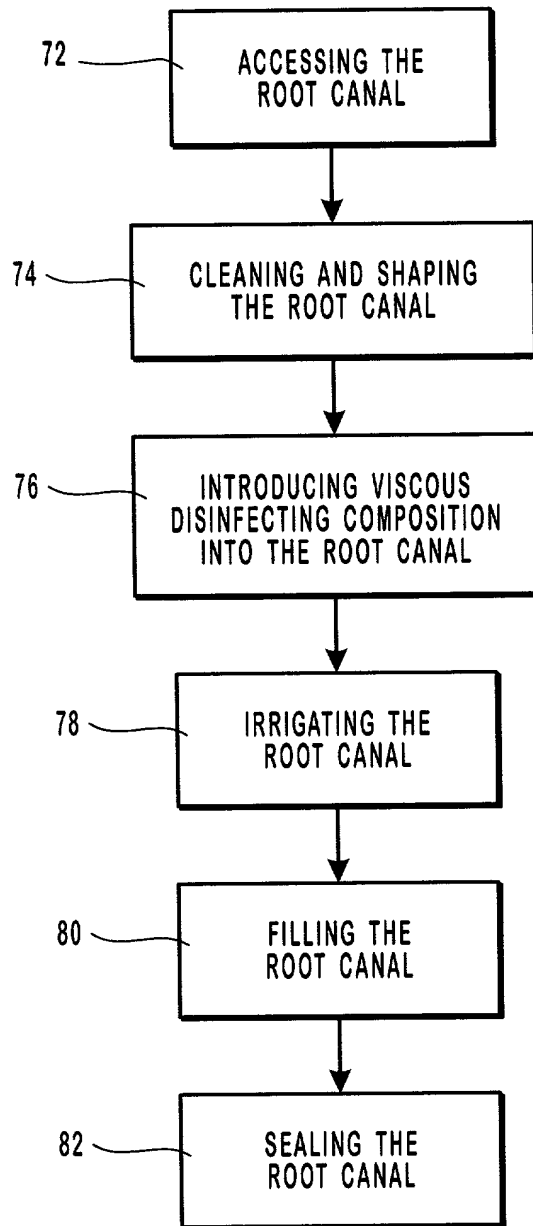 72
ACCESSING THE
ROOT CANAL
74
CLEANING AND SHAPING
THE ROOT CANAL
76
INTRODUCING VISCOUS
DISINFECTING COMPOSITION
INTO THE ROOT CANAL
78
IRRIGATING THE
ROOT CANAL
80
FILLING THE
ROOT CANAL
82
SEALING THE
ROOT CANAL